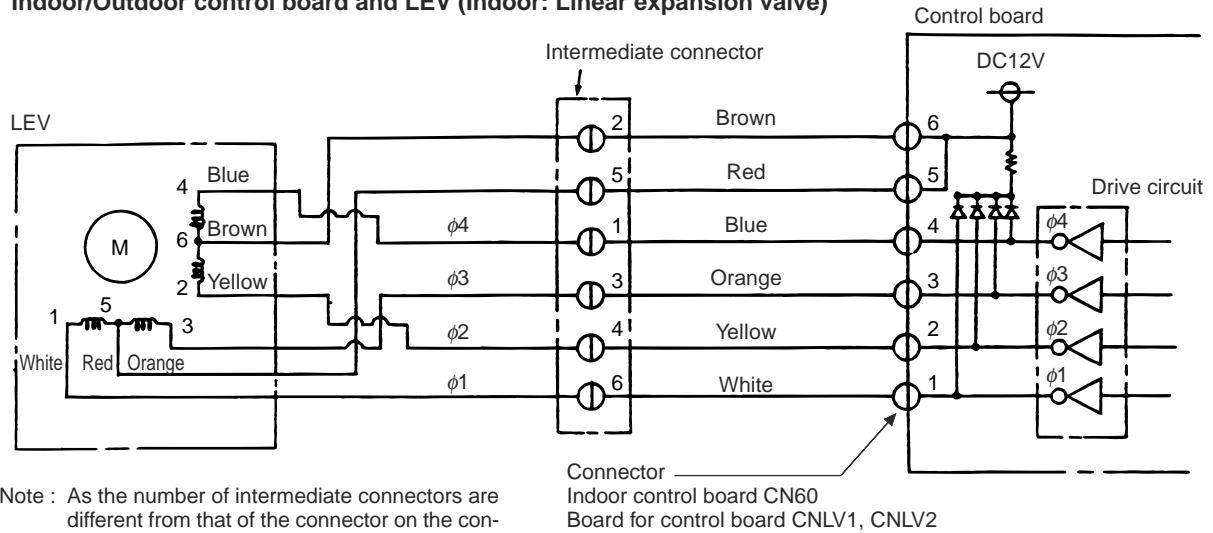 Indoor/Outdoor control board and LEV (Indoor: Linear expansion valve)
Control board
Intermediate connector
DC12V
LEV
2 Brown 6
4 Blue
5 Red 5
Drive circuit
6 Brown
ϕ4 1 Blue 4 ϕ4
M
2 Yellow
ϕ3 3 Orange 3 ϕ3
1 5 3
ϕ2 4 Yellow 2 ϕ2
White Red Orange
ϕ1 6 White 1 ϕ1
Connector
Indoor control board CN60
Board for control board CNLV1, CNLV2
Note : As the number of intermediate connectors are
different from that of the connector on the con-